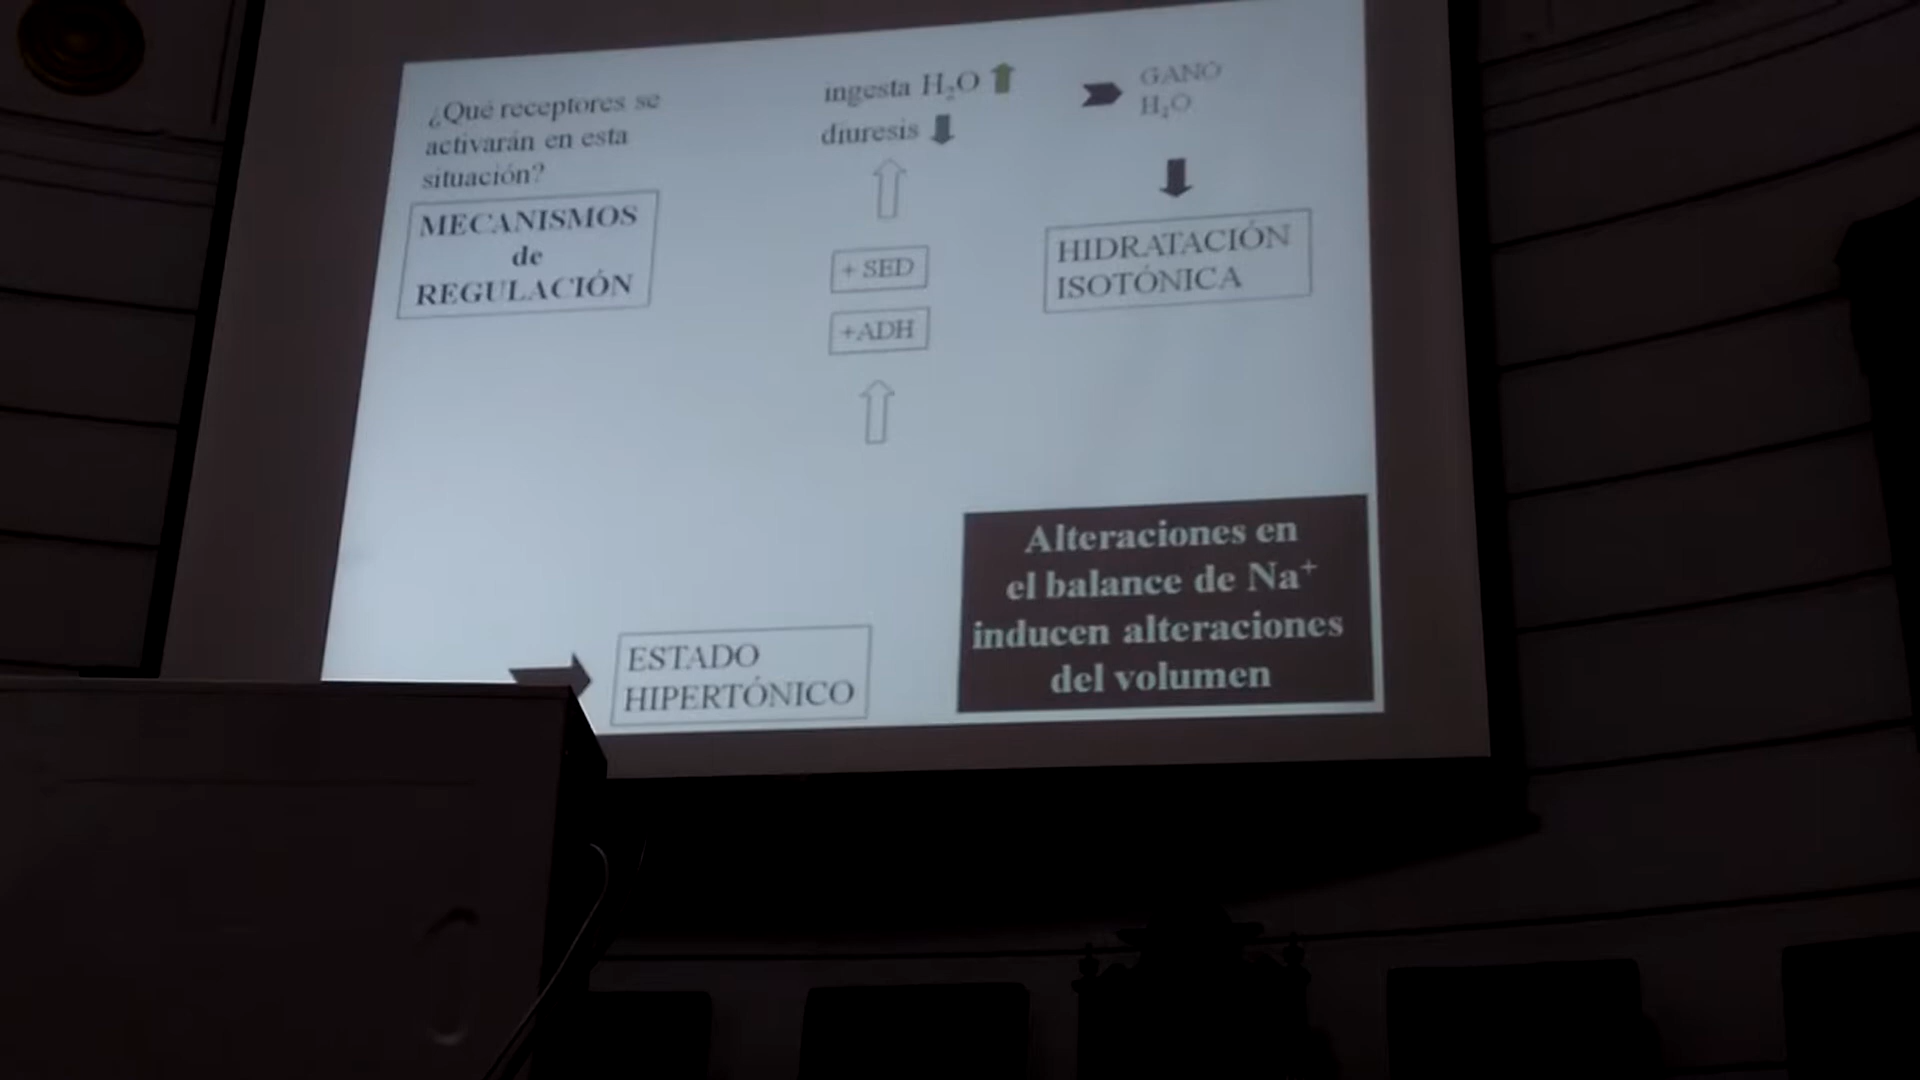 ¿Qué receptores se
activarán en esta
situación?
MECANISMOS
de
REGULACIÓN
ingesta H₂O
diuresis
+ SED
+ADH
GANO
H₂O
HIDRATACIÓN
ISOTÓNICA
ESTADO
HIPERTÓNICO
Alteraciones en
el balance de Na⁺
inducen alteraciones
del volumen